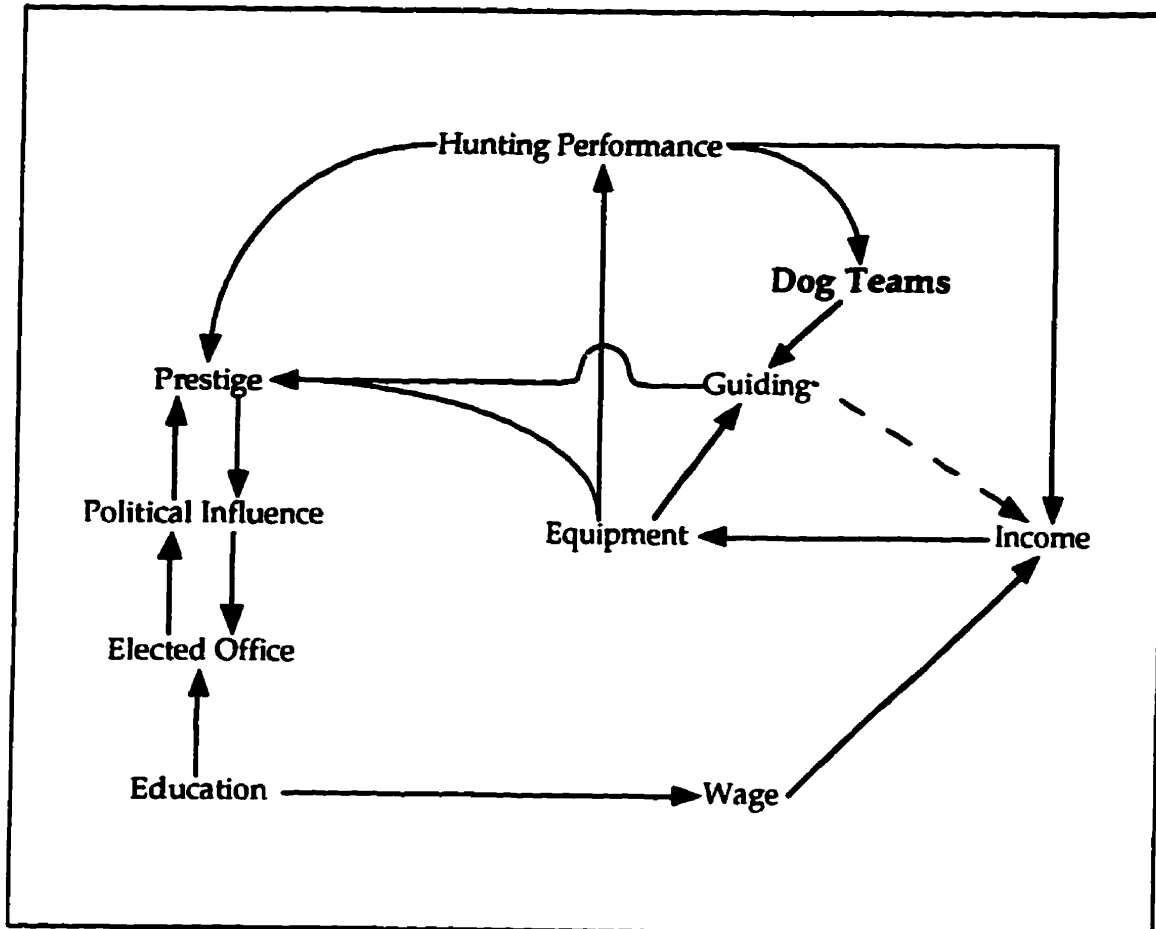 Hunting Performance
Dog Teams
Prestige
Guiding
Political Influence
Equipment
Income
Elected Office
Education
Wage